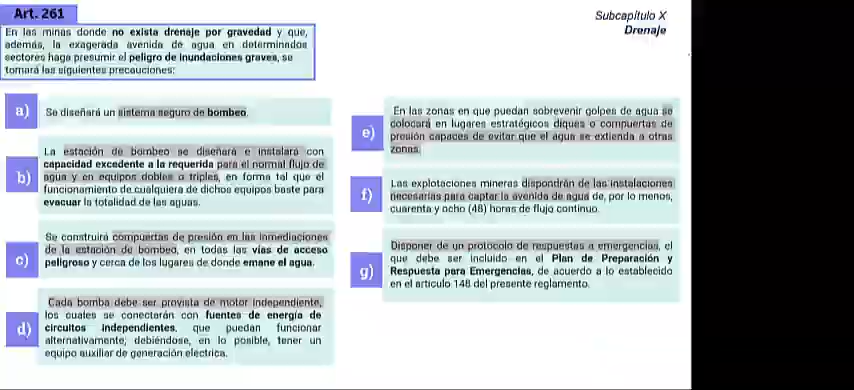 Art. 261
Subcapítulo X
Drenaje
En las minas donde no exista drenaje por gravedad y que,
además, la exagerada avenida de agua en determinados
sectores haga presumir el peligro de inundaciones graves, se
tomará las siguientes precauciones:
a)
Se diseñará un sistema seguro de bombeo.
b)
La estación de bombeo se diseñará e instalará con
capacidad excedente a la requerida para el normal flujo de
agua y en equipos dobles o triples, en forma tal que el
funcionamiento de cualquiera de dichos equipos baste para
evacuar la totalidad de las aguas.
c)
Se construirá compuertas de presión en las inmediaciones
de la estación de bombeo, en todas las vías de acceso
peligroso y cerca de los lugares de donde emane el agua.
d)
Cada bomba debe ser provista de motor independiente,
los cuales se conectarán con fuentes de energía de
circuitos independientes, que puedan funcionar
alternativamente; debiéndose, en lo posible, tener un
equipo auxiliar de generación eléctrica.
e)
En las zonas en que puedan sobrevenir golpes de agua se
colocará en lugares estratégicos diques o compuertas de
presión capaces de evitar que el agua se extienda a otras
zonas.
f)
Las explotaciones mineras dispondrán de las instalaciones
necesarias para captar la avenida de agua de, por lo menos,
cuarenta y ocho (48) horas de flujo continuo.
g)
Disponer de un protocolo de respuestas a emergencias, el
que debe ser incluido en el Plan de Preparación y
Respuesta para Emergencias, de acuerdo a lo establecido
en el artículo 148 del presente reglamento.